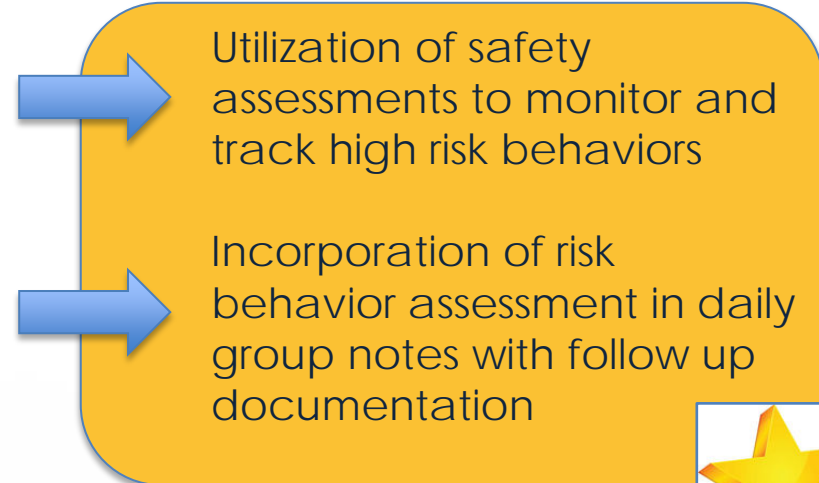 Utilization of safety
assessments to monitor and
track high risk behaviors
Incorporation of risk
behavior assessment in daily
group notes with follow up
documentation